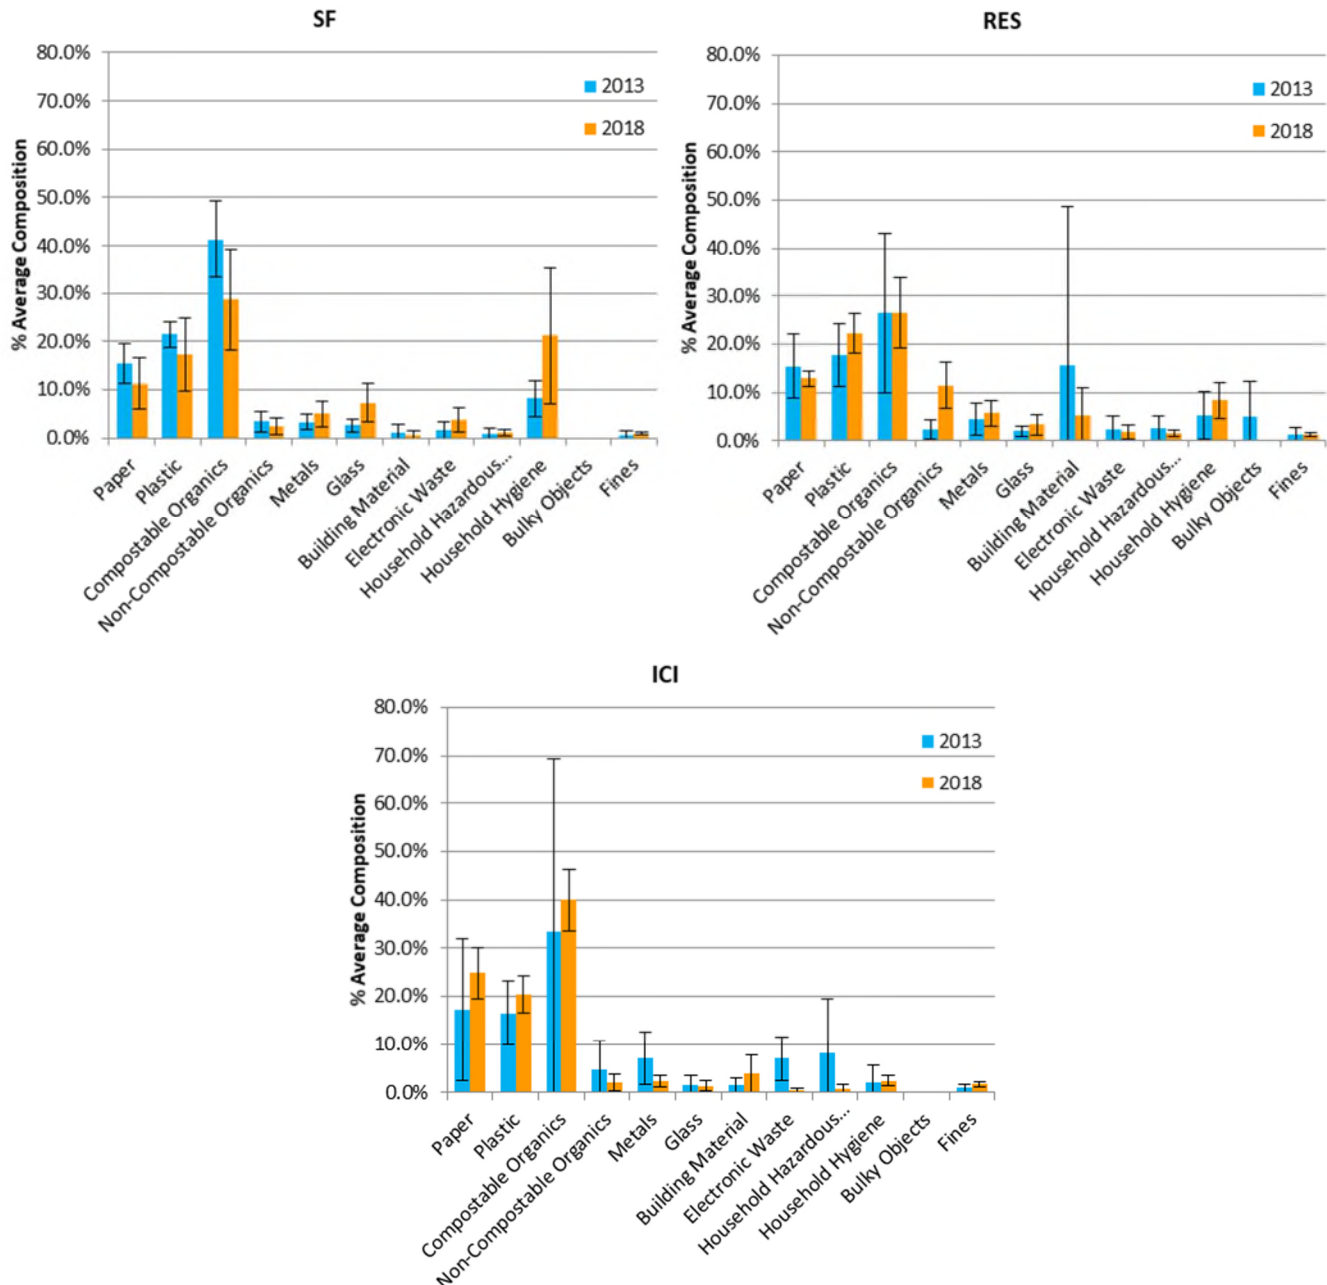 SF
80.0%
70.0%
60.0%
50.0%
40.0%
30.0%
20.0%
10.0%
0.0%
% Average Composition
2013
2018
Paper
Plastic
Compostable Organics
Non-Compostable Organics
Metals
Glass
Building Material
Electronic Waste
Household Hazardous...
Household Hygiene
Bulky Objects
Fines
RES
80.0%
70.0%
60.0%
50.0%
40.0%
30.0%
20.0%
10.0%
0.0%
% Average Composition
2013
2018
Paper
Plastic
Compostable Organics
Non-Compostable Organics
Metals
Glass
Building Material
Electronic Waste
Household Hazardous...
Household Hygiene
Bulky Objects
Fines
ICI
80.0%
70.0%
60.0%
50.0%
40.0%
30.0%
20.0%
10.0%
0.0%
% Average Composition
2013
2018
Paper
Plastic
Compostable Organics
Non-Compostable Organics
Metals
Glass
Building Material
Electronic Waste
Household Hazardous...
Household Hygiene
Bulky Objects
Fines